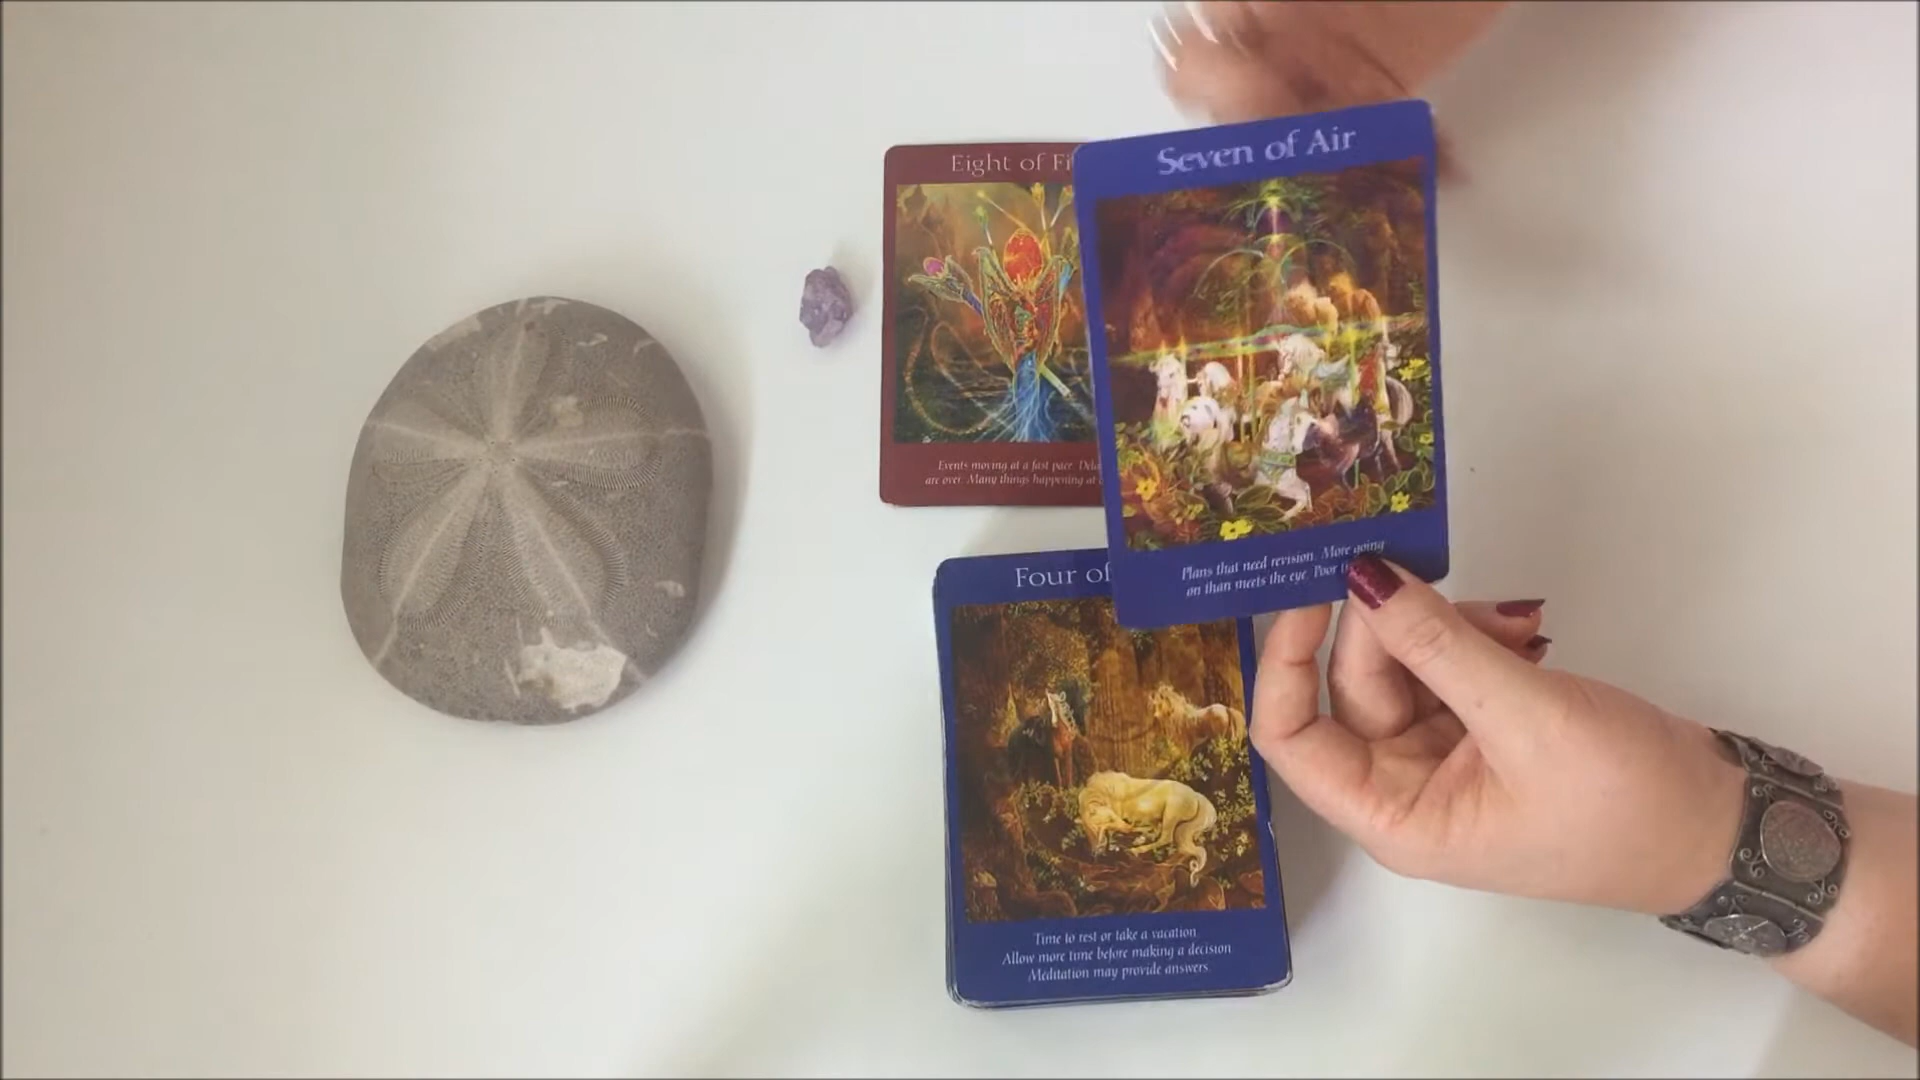 Eight of Fi
Events moving at a fast pace. Dela
are over. Many things happening at
Seven of Air
Plans that need revision. More going
on than meets the eye. Poor
Four of
Time to rest or take a vacation.
Allow more time before making a decision.
Meditation may provide answers.